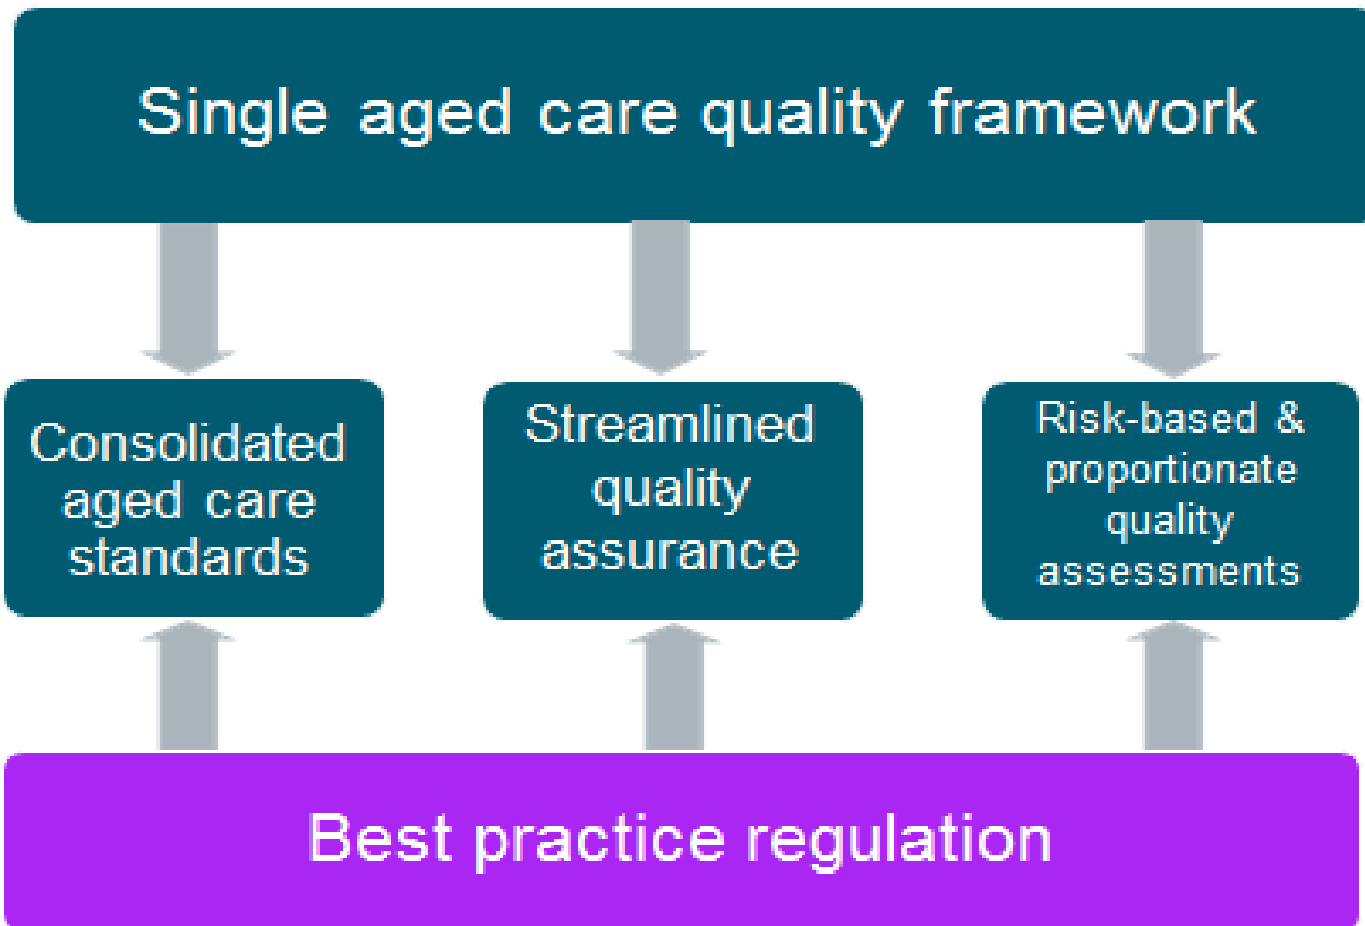 Single aged care quality framework
Consolidated
aged care
standards
Streamlined
quality
assurance
Risk-based &
proportionate
quality
assessments
Best practice regulation